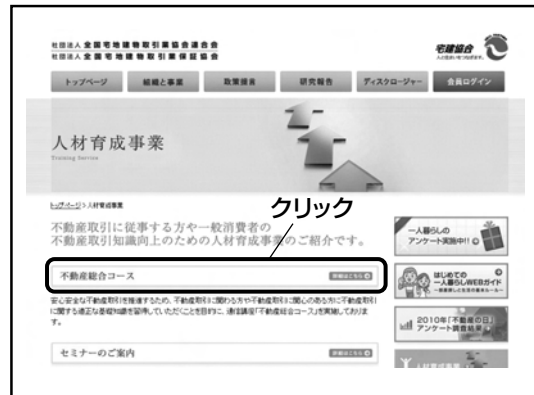 社団法人 全国宅地建物取引業協会連合会
社団法人 全国宅地建物取引業保証協会
宅建協会
人と住まいをつなげます。
トップページ
組織と事業
政策提言
研究報告
ディスクロージャー
会員ログイン
人材育成事業
Training Service
トップページ>人材育成事業
クリック
不動産取引に従事する方や一般消費者の
不動産取引知識向上のための人材育成事業のご紹介です。
不動産総合コース
詳細はこちら
安心安全な不動産取引を推進するため、不動産取引に関わる方や不動産取引に関心のある方に不動産取引
に関する適正な基礎知識を習得していただくことを目的に、通信講座「不動産総合コース」を実施しておりま
す。
セミナーのご案内
詳細はこちら
一人暮らしの
アンケート実施中!!
はじめての
一人暮らしWEBガイド
2010年「不動産の日」
アンケート調査結果
人材育成事業